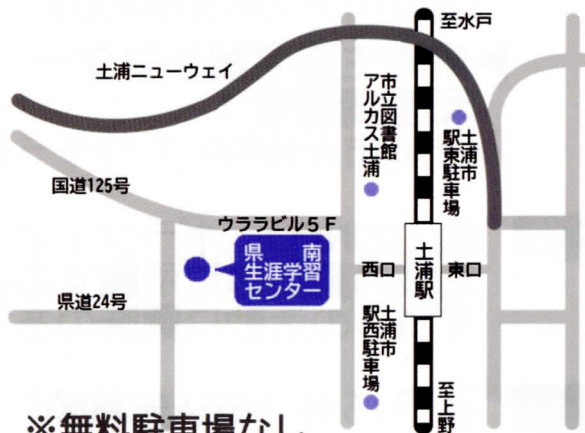 至水戸
土浦ニューウェイ
市立図書館
アルカス土浦
土浦市
駅東駐車場
国道125号
ウララビル5F
県南
生涯学習
センター
西口
土浦駅
東口
県道24号
土浦市
駅西駐車場
至上野
※無料駐車場なし